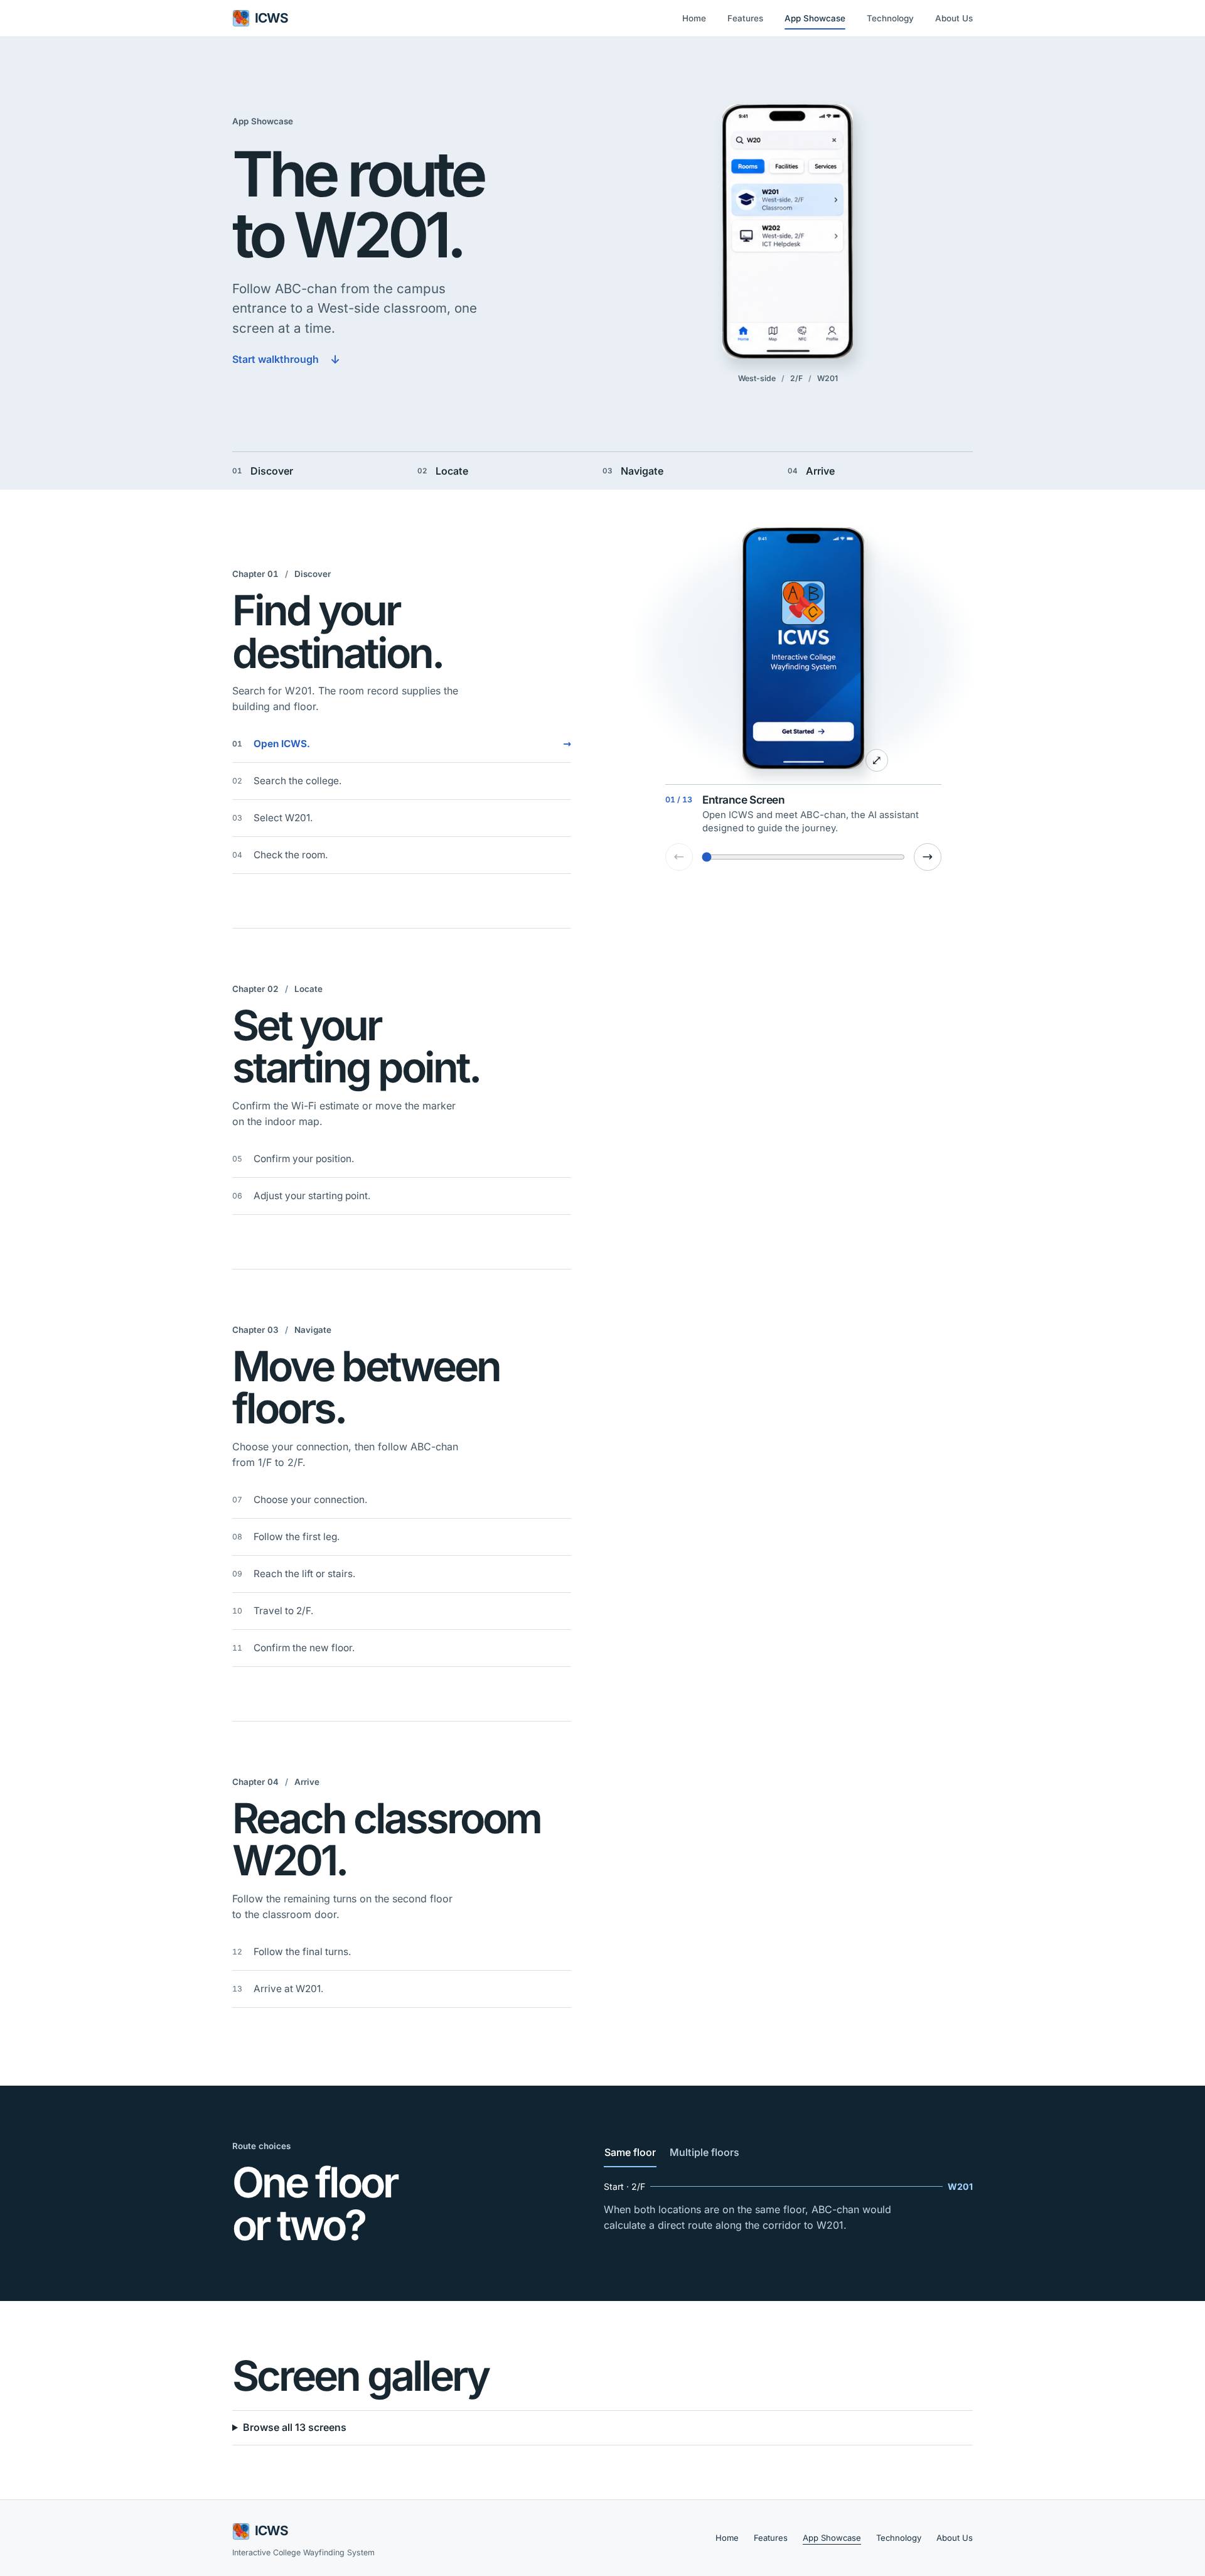 ICWS
Home Features App Showcase Technology About Us
App Showcase
The route
to W201.
Follow ABC-chan from the campus
entrance to a West-side classroom, one
screen at a time.
Start walkthrough ↓
9:41
W20 ×
Rooms Facilities Services
W201
West-side, 2/F
Classroom
W202
West-side, 2/F
ICT Helpdesk
Home Map NFC Profile
West-side / 2/F / W201
01 Discover 02 Locate 03 Navigate 04 Arrive
Chapter 01 / Discover
Find your
destination.
Search for W201. The room record supplies the
building and floor.
01 Open ICWS. →
02 Search the college.
03 Select W201.
04 Check the room.
9:41
A B C
ICWS
Interactive College
Wayfinding System
Get Started →
01 / 13 Entrance Screen
Open ICWS and meet ABC-chan, the AI assistant
designed to guide the journey.
← →
Chapter 02 / Locate
Set your
starting point.
Confirm the Wi-Fi estimate or move the marker
on the indoor map.
05 Confirm your position.
06 Adjust your starting point.
Chapter 03 / Navigate
Move between
floors.
Choose your connection, then follow ABC-chan
from 1/F to 2/F.
07 Choose your connection.
08 Follow the first leg.
09 Reach the lift or stairs.
10 Travel to 2/F.
11 Confirm the new floor.
Chapter 04 / Arrive
Reach classroom
W201.
Follow the remaining turns on the second floor
to the classroom door.
12 Follow the final turns.
13 Arrive at W201.
Route choices
One floor
or two?
Same floor Multiple floors
Start · 2/F W201
When both locations are on the same floor, ABC-chan would
calculate a direct route along the corridor to W201.
Screen gallery
Browse all 13 screens
ICWS
Interactive College Wayfinding System
Home Features App Showcase Technology About Us